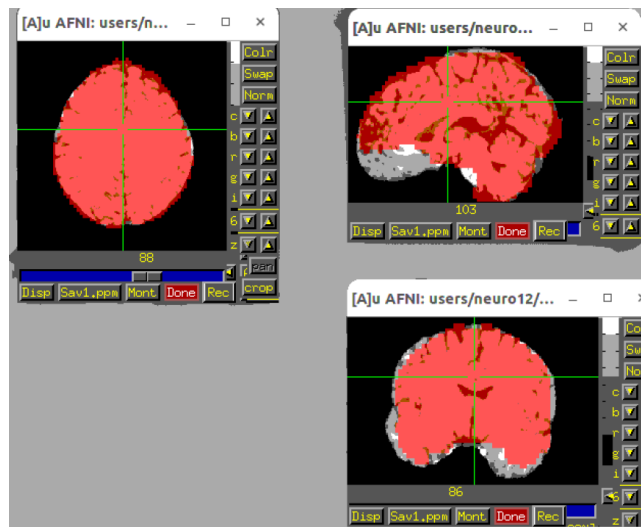 [A]u AFNI: users/n...
Colr
Swap
Norm
c
b
r
g
i
6
z
88
pan
Disp Sav1.ppm Mont Done Rec crop
[A]u AFNI: users/neuro...
Colr
Swap
Norm
c
b
r
g
i
6
103
Disp Sav1.ppm Mont Done Rec
[A]u AFNI: users/neuro12/...
Co
No
c
b
r
g
i
6
z
86
Disp Sav1.ppm Mont Done Rec